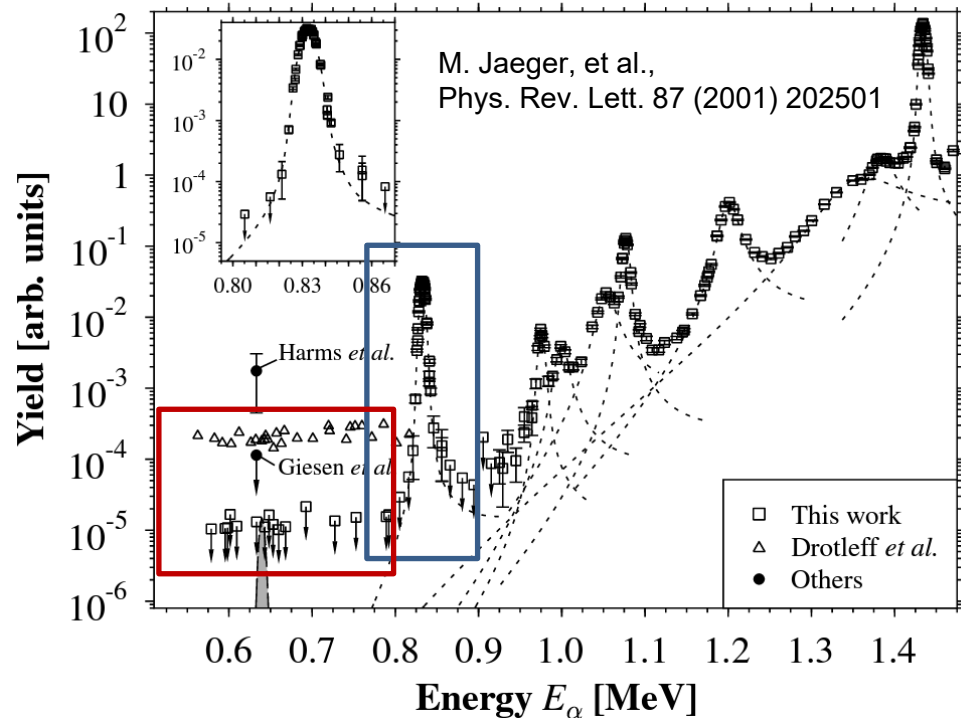 M. Jaeger, et al.,
Phys. Rev. Lett. 87 (2001) 202501
Yield [arb. units]
10²
10
1
10⁻¹
10⁻²
10⁻³
10⁻⁴
10⁻⁵
10⁻⁶
10⁻²
10⁻³
10⁻⁴
10⁻⁵
0.80 0.83 0.86
Harms et al.
Giesen et al.
This work
Drotleff et al.
Others
0.6 0.7 0.8 0.9 1.0 1.1 1.2 1.3 1.4
Energy Eα [MeV]